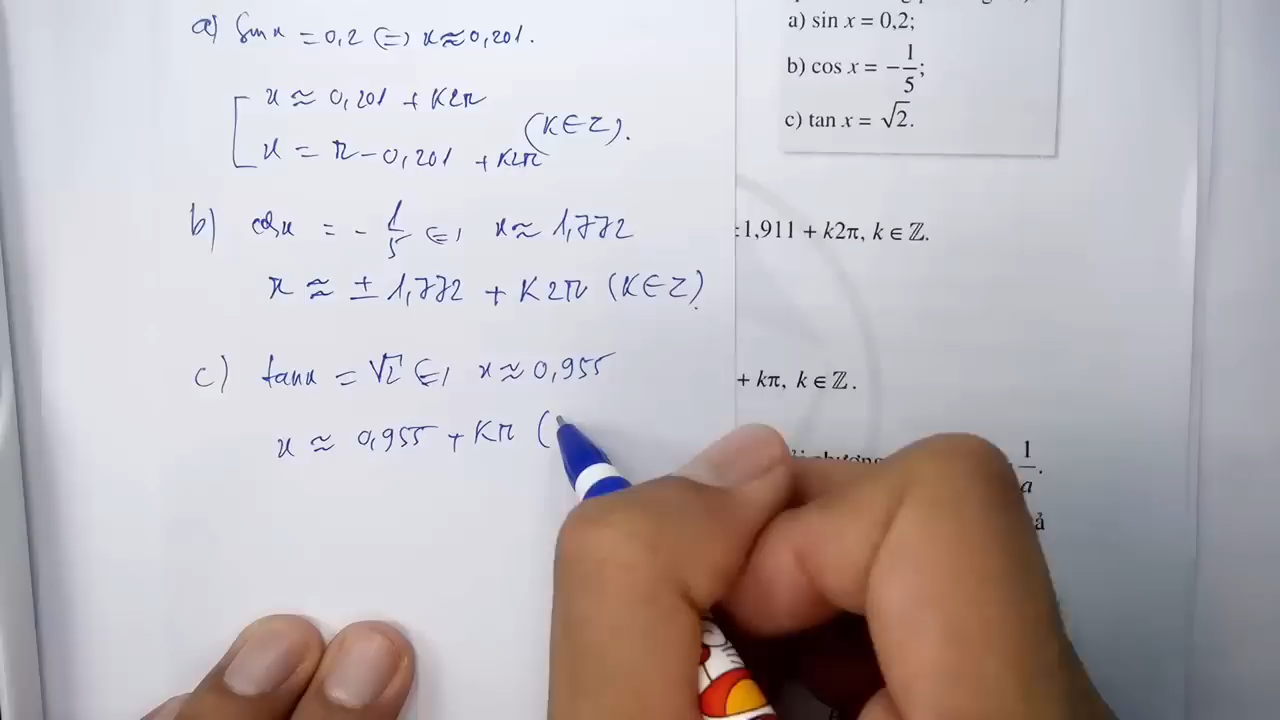 a) sin x = 0,2 ⇔ x ≈ 0,201.
x ≈ 0,201 + k2π
x = π - 0,201 + k2π
(k ∈ Z).
b) cos x = - 1/5 ⇔ x ≈ 1,772
x ≈ ± 1,772 + k2π (k ∈ Z).
c) tan x = √2 ⇔ x ≈ 0,955
x ≈ 0,955 + kπ (
a) sin x = 0,2;
b) cos x = -1/5;
c) tan x = √2.
1,911 + k2π, k ∈ ℤ.
+ kπ, k ∈ ℤ.
1/a.